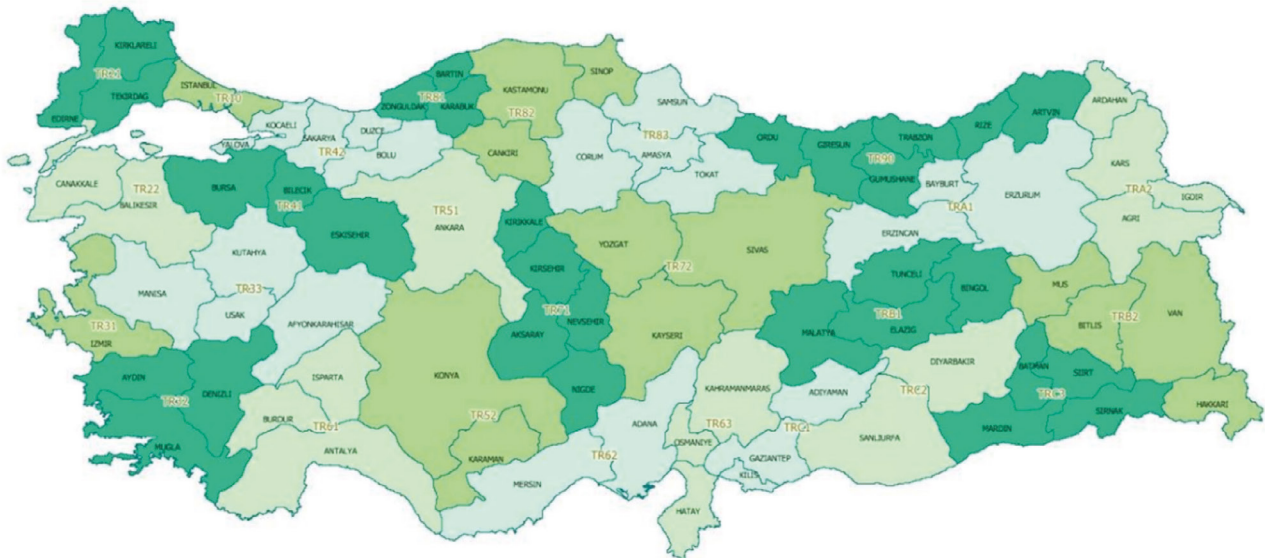 KIRKLARELI
TR21
TEKIRDAG
EDIRNE
ISTANBUL
TR10
KOCAELI
SAKARYA
DUZCE
YALOVA
TR42
BOLU
BARTIN
TR81
ZONGULDAK
KARABUK
KASTAMONU
TR82
SINOP
CANKIRI
SAMSUN
TR83
CORUM
AMASYA
TOKAT
ORDU
GIRESUN
TRABZON
TR90
GUMUSHANE
RIZE
ARTVIN
ARDAHAN
KARS
TRA2
IGDIR
AGRI
BAYBURT
ERZURUM
TRA1
ERZINCAN
CANAKKALE
TR22
BALIKESIR
BURSA
BILECIK
TR41
ESKISEHIR
TR51
ANKARA
KIRIKKALE
KIRSEHIR
TR71
NEVSEHIR
AKSARAY
NIGDE
YOZGAT
SIVAS
TR72
KAYSERI
KUTAHYA
MANISA
TR33
USAK
AFYONKARAHISAR
TR31
IZMIR
AYDIN
DENIZLI
TR32
MUGLA
ISPARTA
BURDUR
TR61
ANTALYA
KONYA
TR52
KARAMAN
MERSIN
TR62
ADANA
KAHRAMANMARAS
TR63
OSMANIYE
HATAY
TUNCELI
BINGOL
TRB1
MALATYA
ELAZIG
MUS
BITLIS
TRB2
VAN
HAKKARI
ADIYAMAN
TRC1
GAZIANTEP
KILIS
DIYARBAKIR
TRC2
SANLIURFA
BATMAN
SIIRT
TRC3
MARDIN
SIRNAK